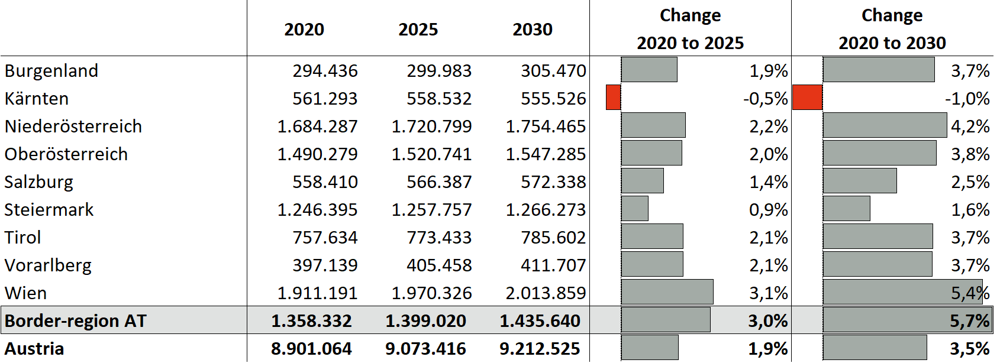 Change Change
2020 2025 2030
2020 to 2025 2020 to 2030
Burgenland 294.436 299.983 305.470 1,9% 3,7%
Kärnten 561.293 558.532 555.526 -0,5% -1,0%
Niederösterreich 1.684.287 1.720.799 1.754.465 2,2% 4,2%
Oberösterreich 1.490.279 1.520.741 1.547.285 2,0% 3,8%
Salzburg 558.410 566.387 572.338 1,4% 2,5%
Steiermark 1.246.395 1.257.757 1.266.273 0,9% 1,6%
Tirol 757.634 773.433 785.602 2,1% 3,7%
Vorarlberg 397.139 405.458 411.707 2,1% 3,7%
Wien 1.911.191 1.970.326 2.013.859 3,1% 5,4%
Border-region AT 1.358.332 1.399.020 1.435.640 3,0% 5,7%
Austria 8.901.064 9.073.416 9.212.525 1,9% 3,5%